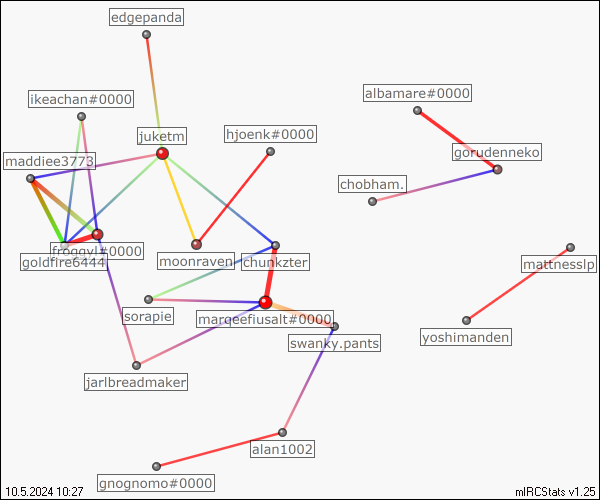 edgepanda
ikeachan#0000
albamare#0000
juketm
hjoenk#0000
maddiee3773
gorudenneko
chobham.
froggyl#0000
goldfire6444
moonraven
chunkzter
mattnesslp
sorapie
marqeefiusalt#0000
swanky.pants
yoshimanden
jarlbreadmaker
alan1002
gnognomo#0000
10.5.2024 10:27
mIRCStats v1.25